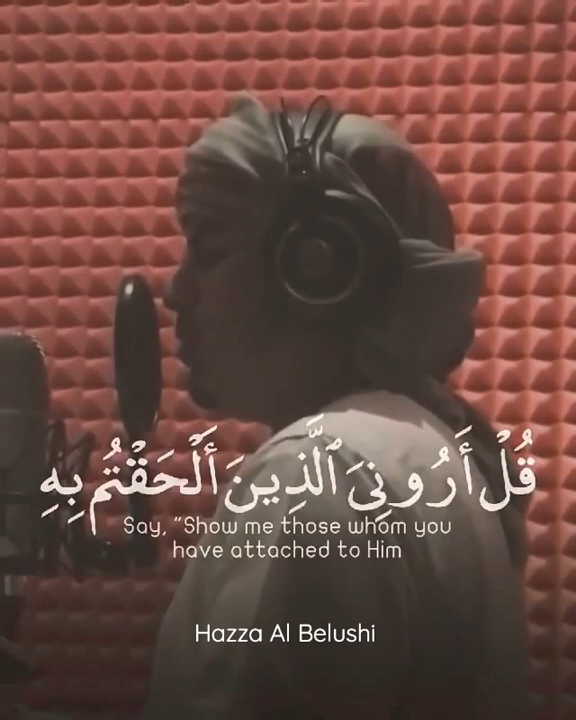 قُلْ أَرُونِىَ ٱلَّذِينَ أَلْحَقْتُم بِهِ
Say, “Show me those whom you
have attached to Him
Hazza Al Belushi